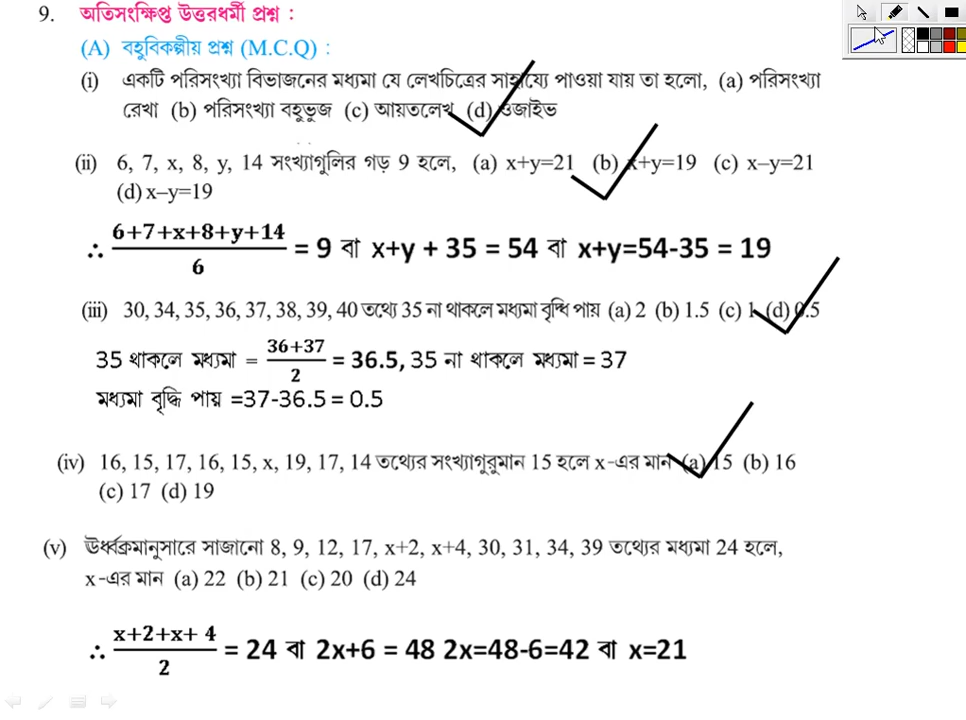 9. অতিসংক্ষিপ্ত উত্তরধর্মী প্রশ্ন :
(A) বহুবিকল্পীয় প্রশ্ন (M.C.Q) :
(i) একটি পরিসংখ্যা বিভাজনের মধ্যমা যে লেখচিত্রের সাহায্যে পাওয়া যায় তা হলো, (a) পরিসংখ্যা
রেখা (b) পরিসংখ্যা বহুভুজ (c) আয়তলেখ (d) ওজাইভ
(ii) 6, 7, x, 8, y, 14 সংখ্যাগুলির গড় 9 হলে, (a) x+y=21 (b) x+y=19 (c) x–y=21
(d) x–y=19
∴ (6+7+x+8+y+14)/6 = 9 বা x+y + 35 = 54 বা x+y=54-35 = 19
(iii) 30, 34, 35, 36, 37, 38, 39, 40 তথ্যে 35 না থাকলে মধ্যমা বৃদ্ধি পায় (a) 2 (b) 1.5 (c) 1 (d) 0.5
35 থাকলে মধ্যমা = (36+37)/2 = 36.5, 35 না থাকলে মধ্যমা = 37
মধ্যমা বৃদ্ধি পায় =37-36.5 = 0.5
(iv) 16, 15, 17, 16, 15, x, 19, 17, 14 তথ্যের সংখ্যাগুরুমান 15 হলে x-এর মান (a) 15 (b) 16
(c) 17 (d) 19
(v) ঊর্ধ্বক্রমানুসারে সাজানো 8, 9, 12, 17, x+2, x+4, 30, 31, 34, 39 তথ্যের মধ্যমা 24 হলে,
x-এর মান (a) 22 (b) 21 (c) 20 (d) 24
∴ (x+2+x+ 4)/2 = 24 বা 2x+6 = 48 2x=48-6=42 বা x=21